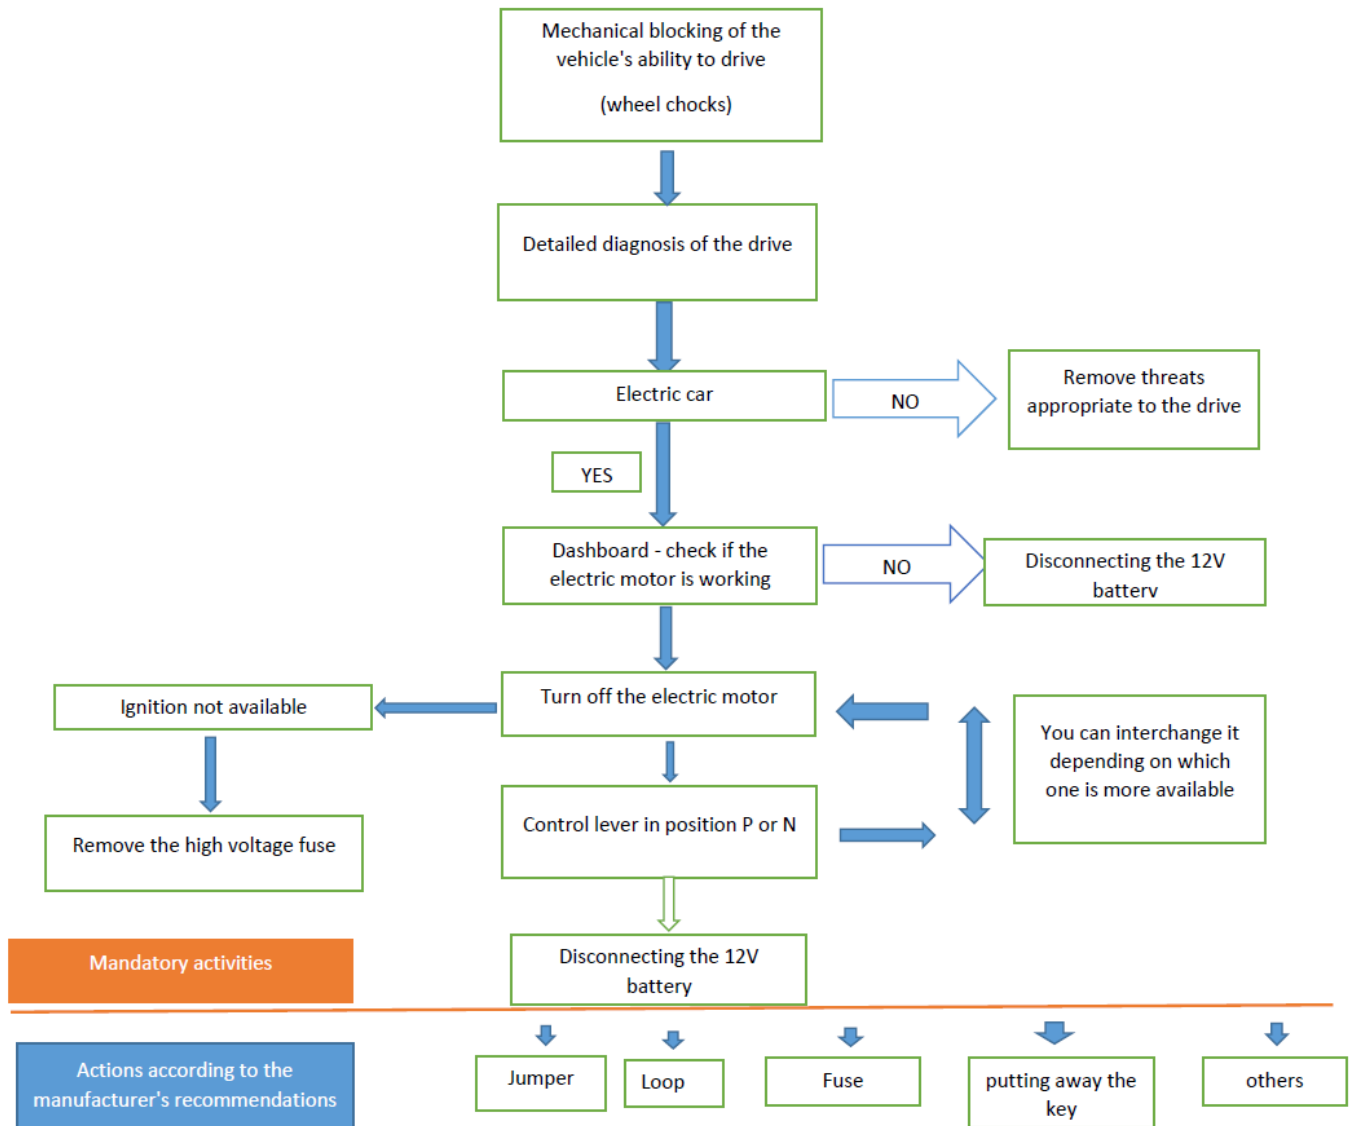 Mechanical blocking of the
vehicle's ability to drive
(wheel chocks)
Detailed diagnosis of the drive
Electric car
NO
Remove threats
appropriate to the drive
YES
Dashboard - check if the
electric motor is working
NO
Disconnecting the 12V
battery
Turn off the electric motor
Ignition not available
You can interchange it
depending on which
one is more available
Control lever in position P or N
Remove the high voltage fuse
Disconnecting the 12V
battery
Mandatory activities
Actions according to the
manufacturer's recommendations
Jumper
Loop
Fuse
putting away the
key
others